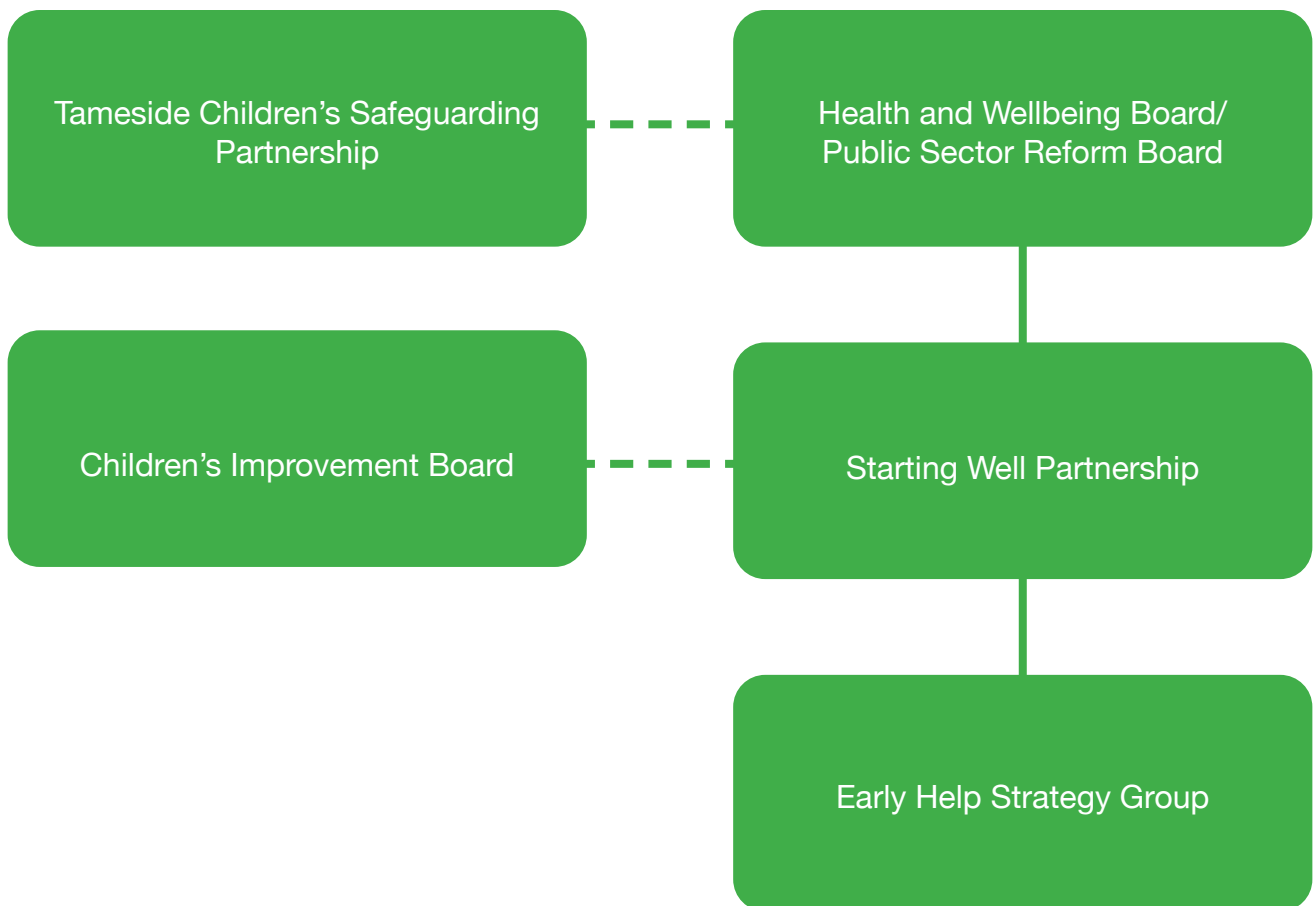 Tameside Children’s Safeguarding
Partnership
Health and Wellbeing Board/
Public Sector Reform Board
Children’s Improvement Board
Starting Well Partnership
Early Help Strategy Group